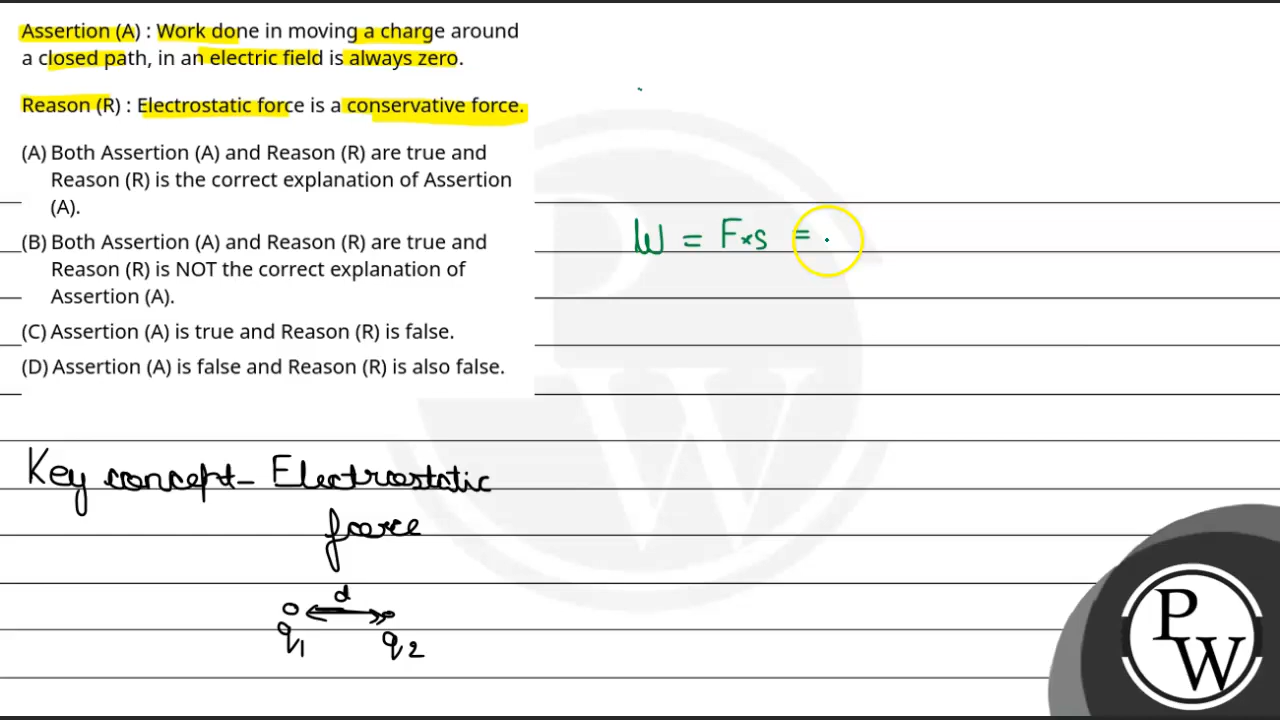 Assertion (A) : Work done in moving a charge around
a closed path, in an electric field is always zero.
Reason (R) : Electrostatic force is a conservative force.
(A) Both Assertion (A) and Reason (R) are true and
Reason (R) is the correct explanation of Assertion
(A).
(B) Both Assertion (A) and Reason (R) are true and
Reason (R) is NOT the correct explanation of
Assertion (A).
(C) Assertion (A) is true and Reason (R) is false.
(D) Assertion (A) is false and Reason (R) is also false.
W = F×s =
Key concept- Electrostatic
force
d
q1 q2
PW